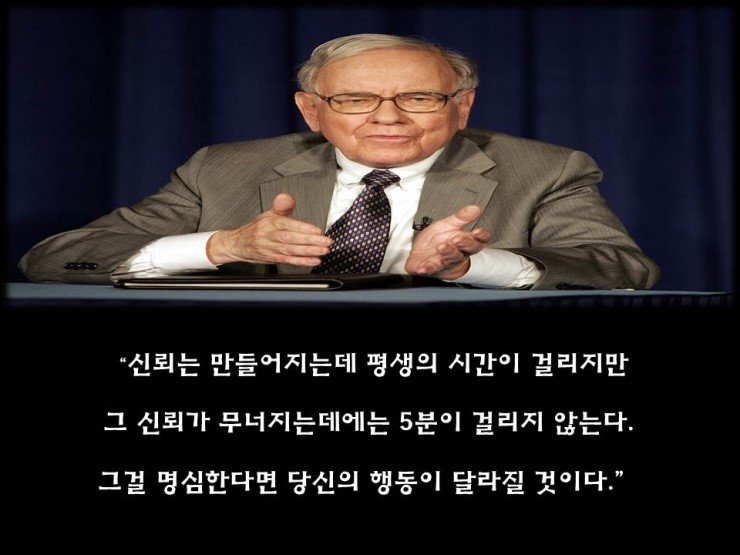 “신뢰는 만들어지는데 평생의 시간이 걸리지만
그 신뢰가 무너지는데에는 5분이 걸리지 않는다.
그걸 명심한다면 당신의 행동이 달라질 것이다.”